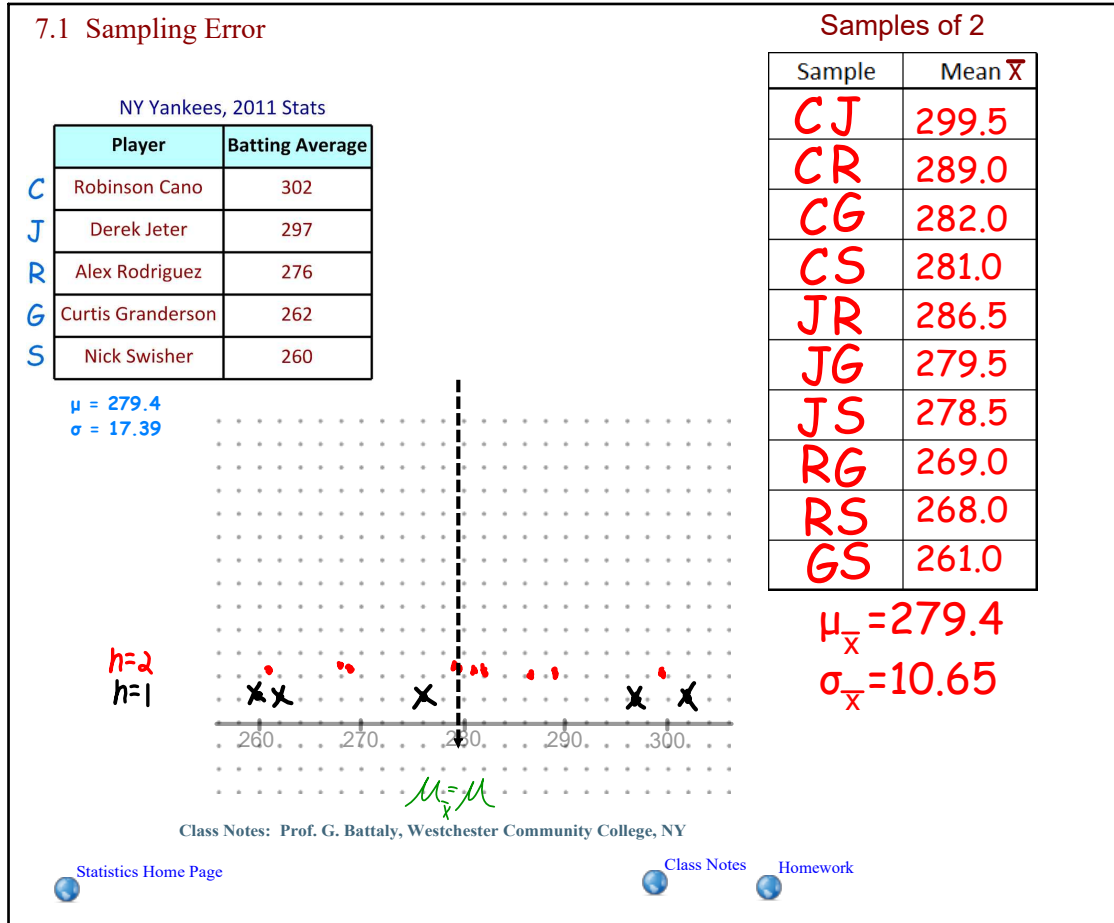 7.1 Sampling Error
NY Yankees, 2011 Stats
Player Batting Average
C Robinson Cano 302
J Derek Jeter 297
R Alex Rodriguez 276
G Curtis Granderson 262
S Nick Swisher 260
μ = 279.4
σ = 17.39
Samples of 2
Sample Mean x̅
CJ 299.5
CR 289.0
CG 282.0
CS 281.0
JR 286.5
JG 279.5
JS 278.5
RG 269.0
RS 268.0
GS 261.0
μx̅ =279.4
σx̅ =10.65
n=2
n=1
260 270 280 290 300
μx̅ = μ
Class Notes: Prof. G. Battaly, Westchester Community College, NY
Statistics Home Page
Class Notes
Homework